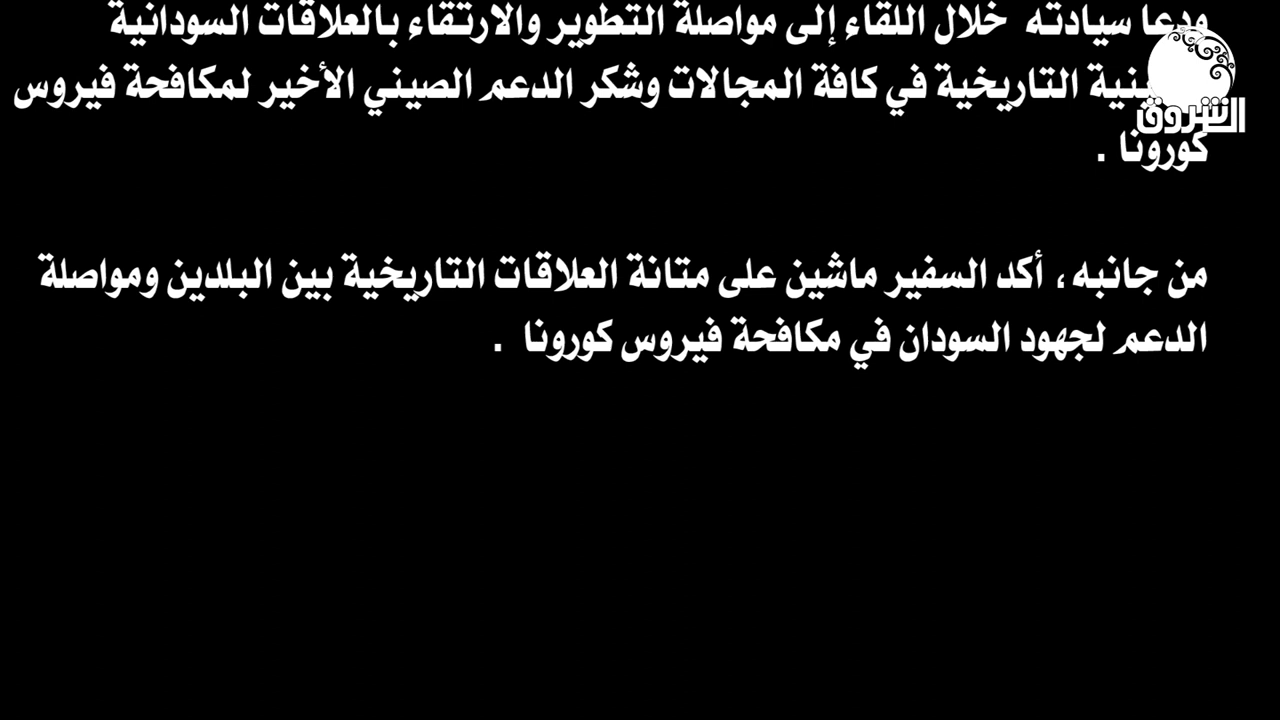 ودعا سيادته خلال اللقاء إلى مواصلة التطوير والارتقاء بالعلاقات السودانية
التاريخية في كافة المجالات وشكر الدعم الصيني الأخير لمكافحة فيروس
كورونا .
من جانبه ، أكد السفير ماشين على متانة العلاقات التاريخية بين البلدين ومواصلة
الدعم لجهود السودان في مكافحة فيروس كورونا .
الشروق